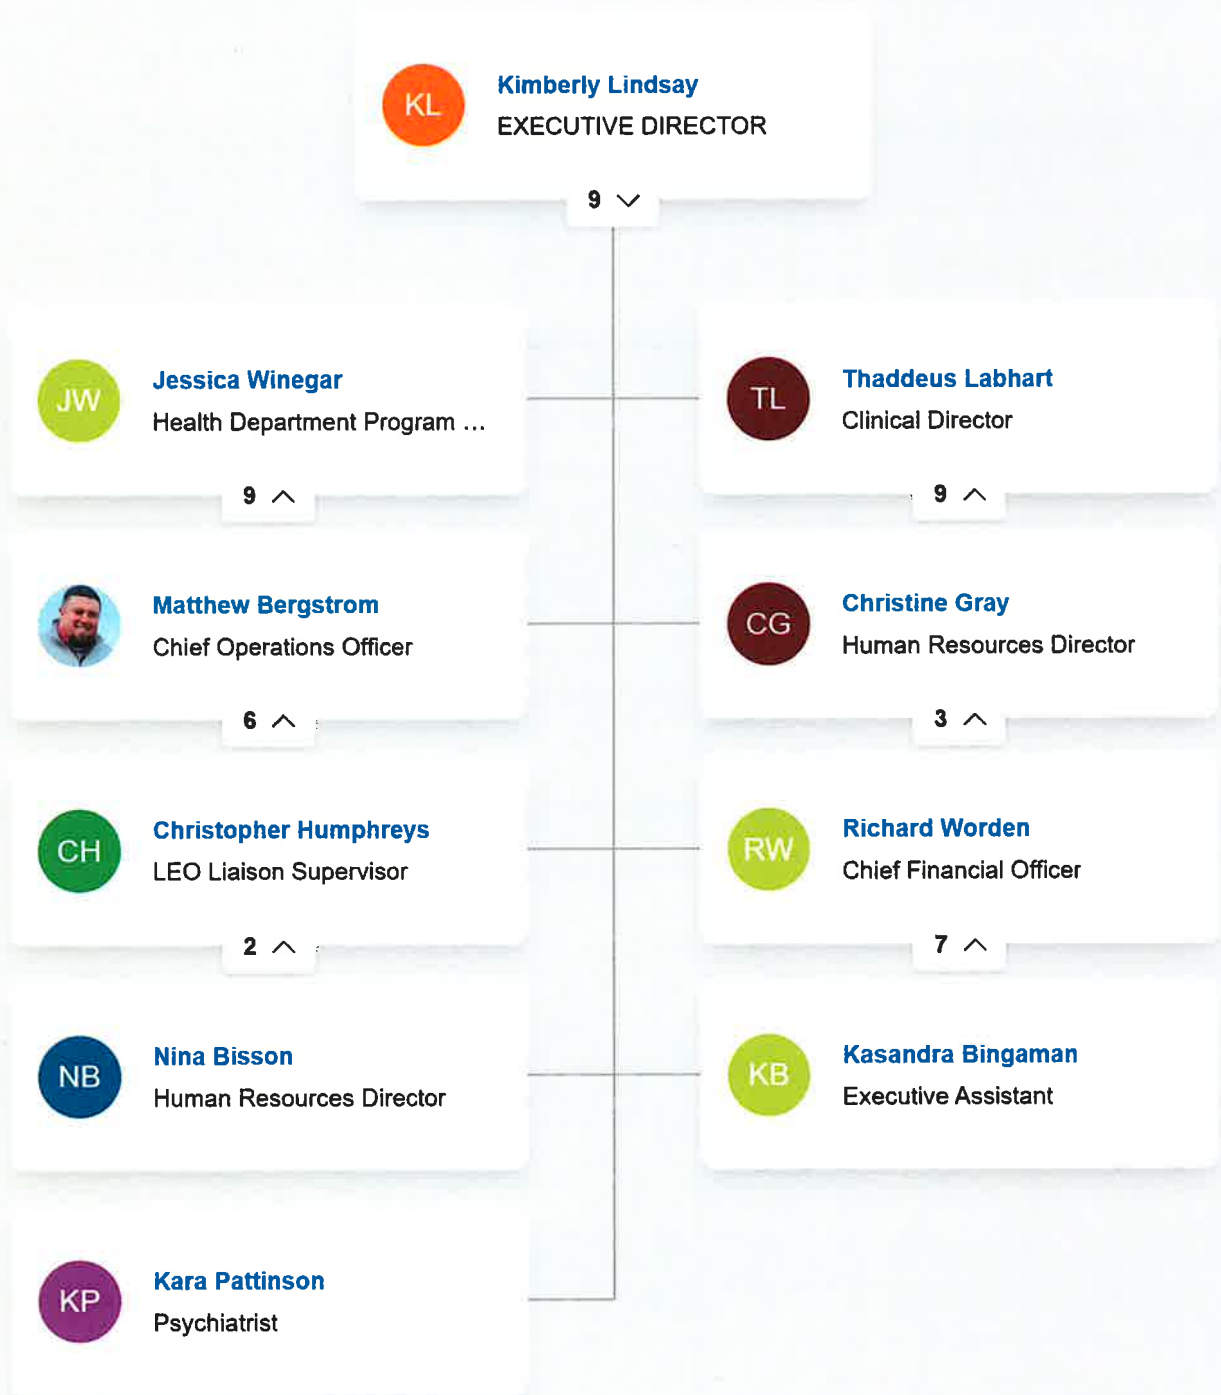 KL
Kimberly Lindsay
EXECUTIVE DIRECTOR
9
JW
Jessica Winegar
Health Department Program ...
9
TL
Thaddeus Labhart
Clinical Director
9
Matthew Bergstrom
Chief Operations Officer
6
CG
Christine Gray
Human Resources Director
3
CH
Christopher Humphreys
LEO Liaison Supervisor
2
RW
Richard Worden
Chief Financial Officer
7
NB
Nina Bisson
Human Resources Director
KB
Kasandra Bingaman
Executive Assistant
KP
Kara Pattinson
Psychiatrist